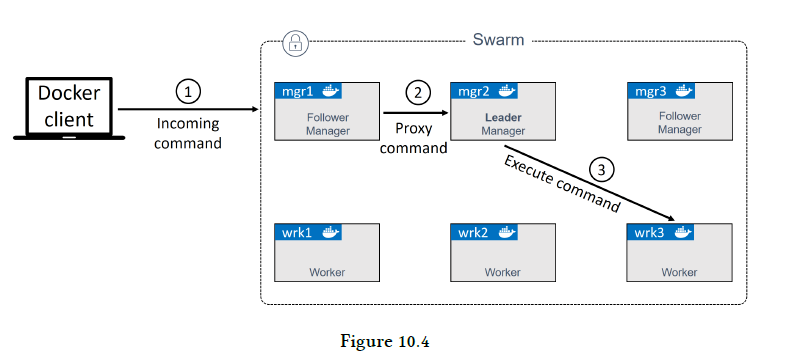 Swarm
Docker
client
1
Incoming
command
mgr1
Follower
Manager
2
Proxy
command
mgr2
Leader
Manager
mgr3
Follower
Manager
3
Execute command
wrk1
Worker
wrk2
Worker
wrk3
Worker
Figure 10.4